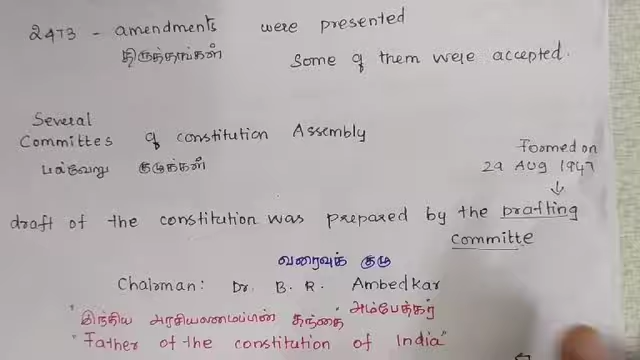 2473 - amendments were presented
திருத்தங்கள் Some of them were accepted.
Several
Committes of constitution Assembly
பல்வேறு குழுக்கள்
Formed on
29 AUG 1947
draft of the constitution was prepared by the Drafting
Committe
வரைவுக் குழு
Chairman: Dr. B. R. Ambedkar
அம்பேத்கர்
"இந்திய அரசியலமைப்பின் தந்தை"
"Father of the constitution of India"